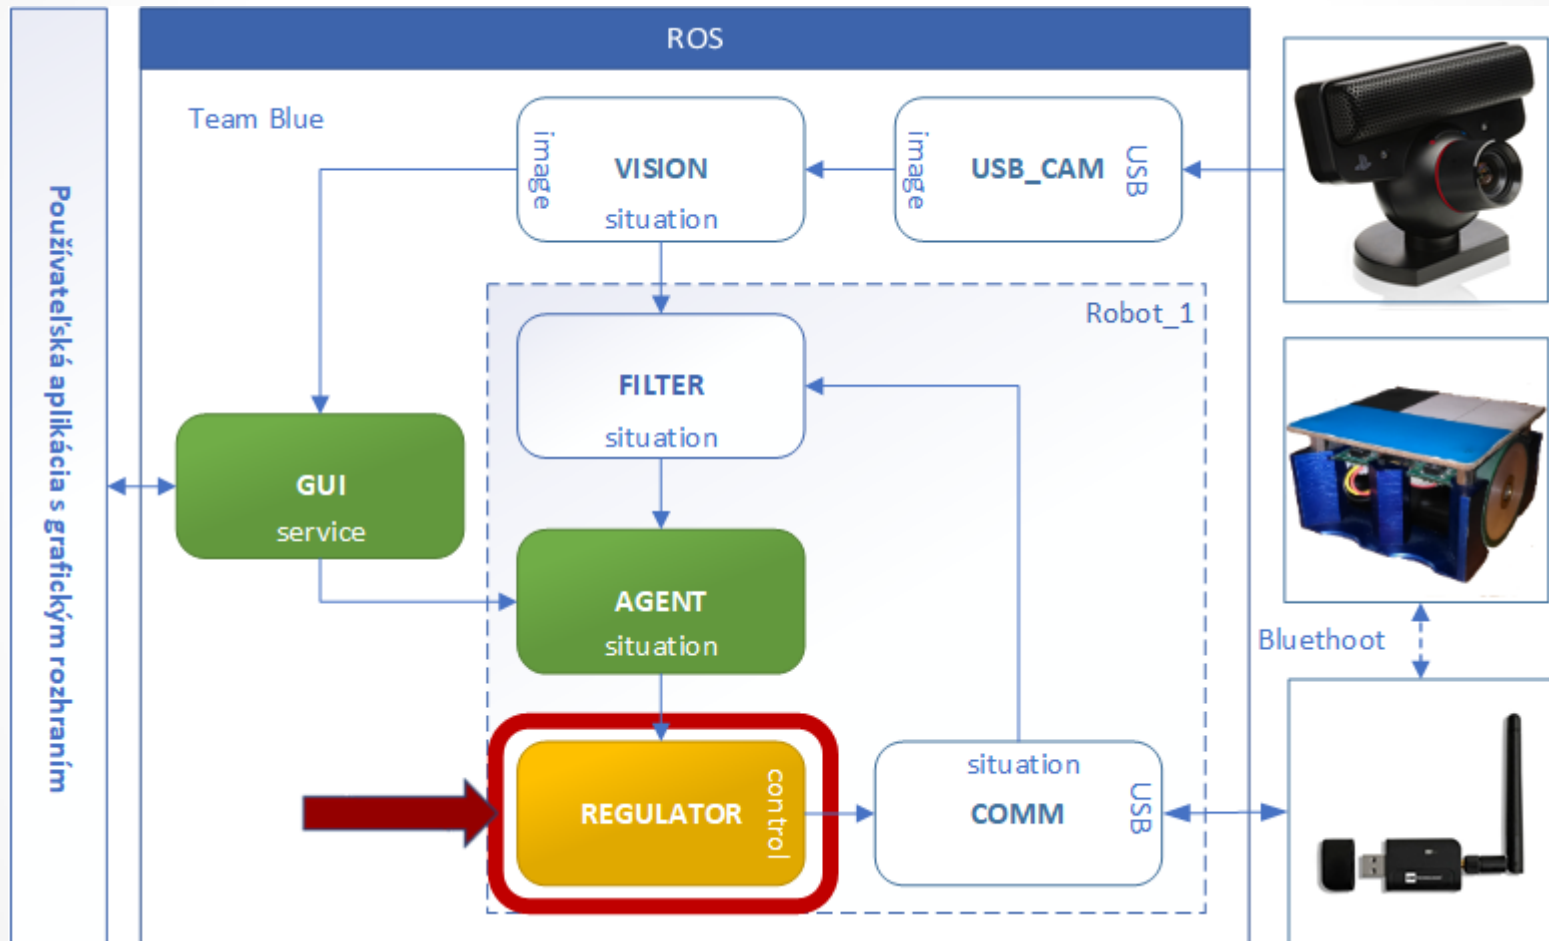 ROS
Team Blue
Používateľská aplikácia s grafickým rozhraním
image
VISION
situation
image
USB_CAM
USB
Robot_1
FILTER
situation
GUI
service
AGENT
situation
Bluethoot
REGULATOR
control
situation
COMM
USB